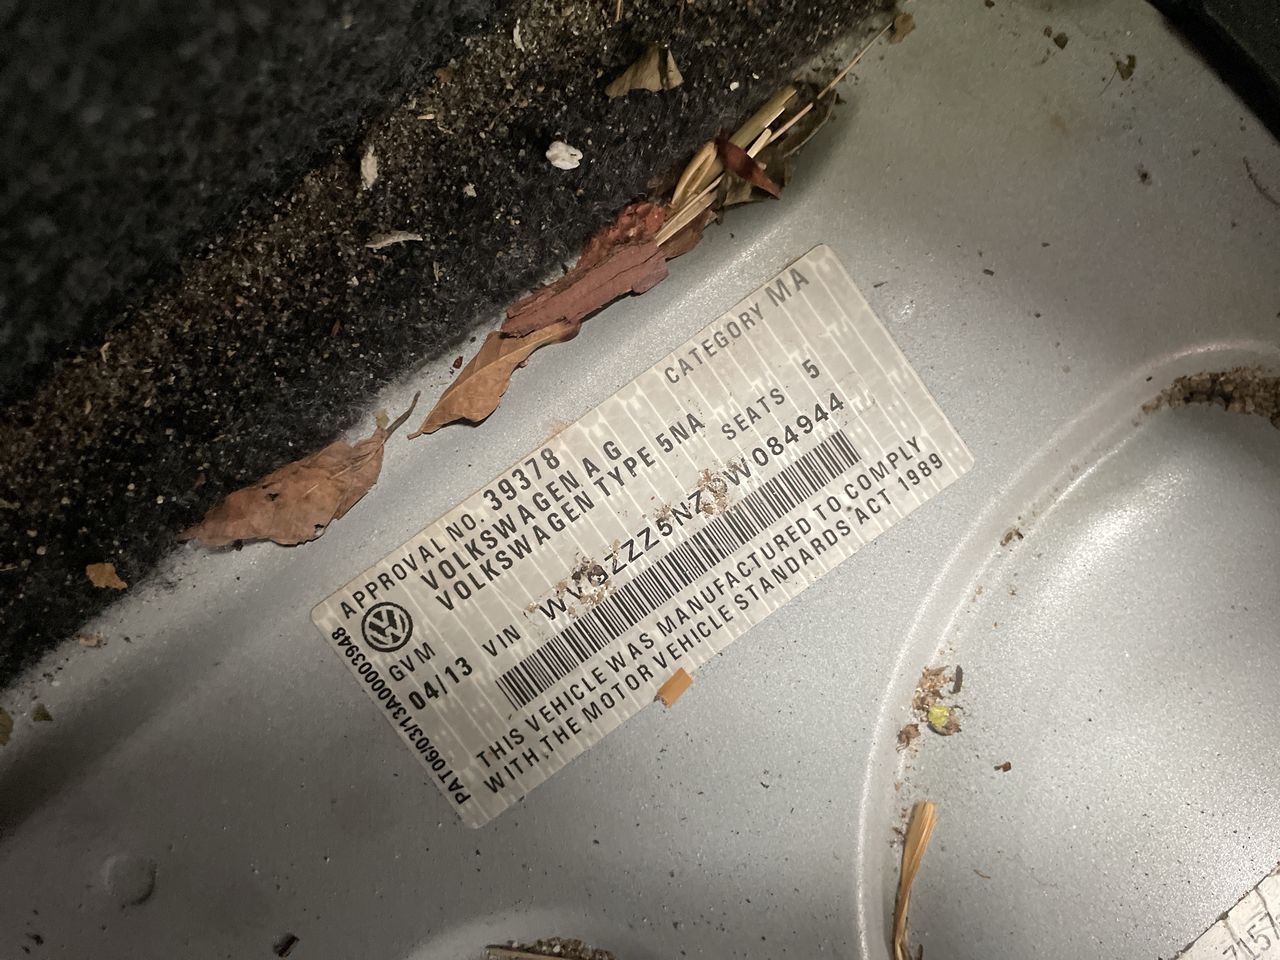 APPROVAL NO. 39378 CATEGORY MA
VOLKSWAGEN A G
VOLKSWAGEN TYPE 5NA SEATS 5
GVM
04/13 VIN
THIS VEHICLE WAS MANUFACTURED TO COMPLY
WITH THE MOTOR VEHICLE STANDARDS ACT 1989
PAT06/03/13A00003948